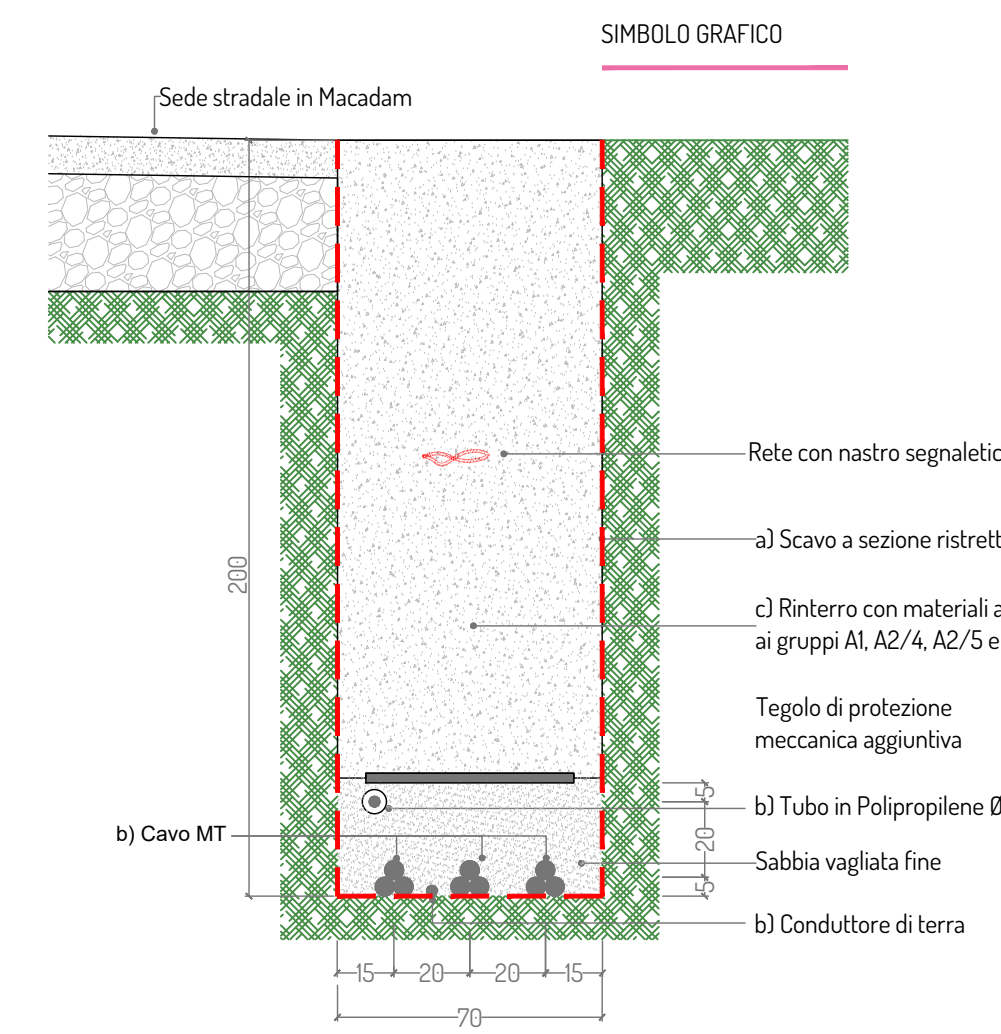 SIMBOLO GRAFICO
Sede stradale in Macadam
Rete con nastro segnaletic
a) Scavo a sezione ristrett
200
c) Rinterro con materiali a
ai gruppi A1, A2/4, A2/5 e
Tegolo di protezione
meccanica aggiuntiva
5
b) Tubo in Polipropilene Ø
b) Cavo MT
20
Sabbia vagliata fine
5
b) Conduttore di terra
15 20 20 15
70